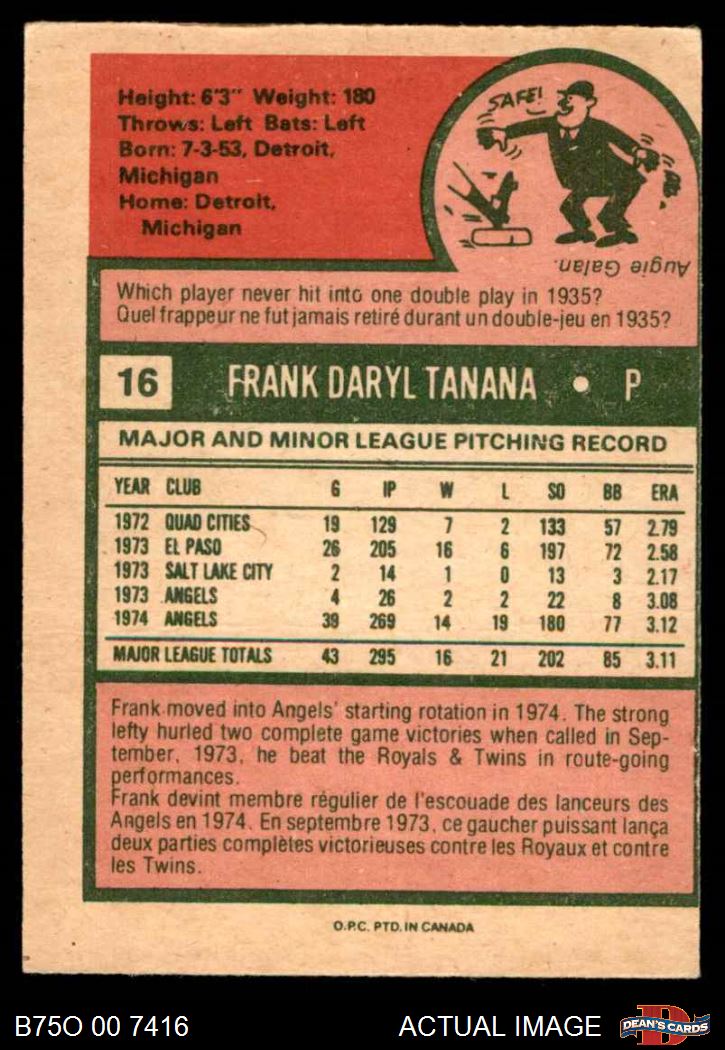 Height: 6'3" Weight: 180
Throws: Left Bats: Left
Born: 7-3-53, Detroit,
Michigan
Home: Detroit,
Michigan
SAFE!
Augie Galan.
Which player never hit into one double play in 1935?
Quel frappeur ne fut jamais retiré durant un double-jeu en 1935?
16 FRANK DARYL TANANA • P
MAJOR AND MINOR LEAGUE PITCHING RECORD
YEAR CLUB G IP W L SO BB ERA
1972 QUAD CITIES 19 129 7 2 133 57 2.79
1973 EL PASO 26 205 16 6 197 72 2.58
1973 SALT LAKE CITY 2 14 1 0 13 3 2.17
1973 ANGELS 4 26 2 2 22 8 3.08
1974 ANGELS 39 269 14 19 180 77 3.12
MAJOR LEAGUE TOTALS 43 295 16 21 202 85 3.11
Frank moved into Angels' starting rotation in 1974. The strong
lefty hurled two complete game victories when called in Sep-
tember, 1973, he beat the Royals & Twins in route-going
performances.
Frank devint membre régulier de l'escouade des lanceurs des
Angels en 1974. En septembre 1973, ce gaucher puissant lança
deux parties complètes victorieuses contre les Royaux et contre
les Twins.
O.P.C. PTD. IN CANADA
B75O 00 7416 ACTUAL IMAGE
D
DEAN'S CARDS